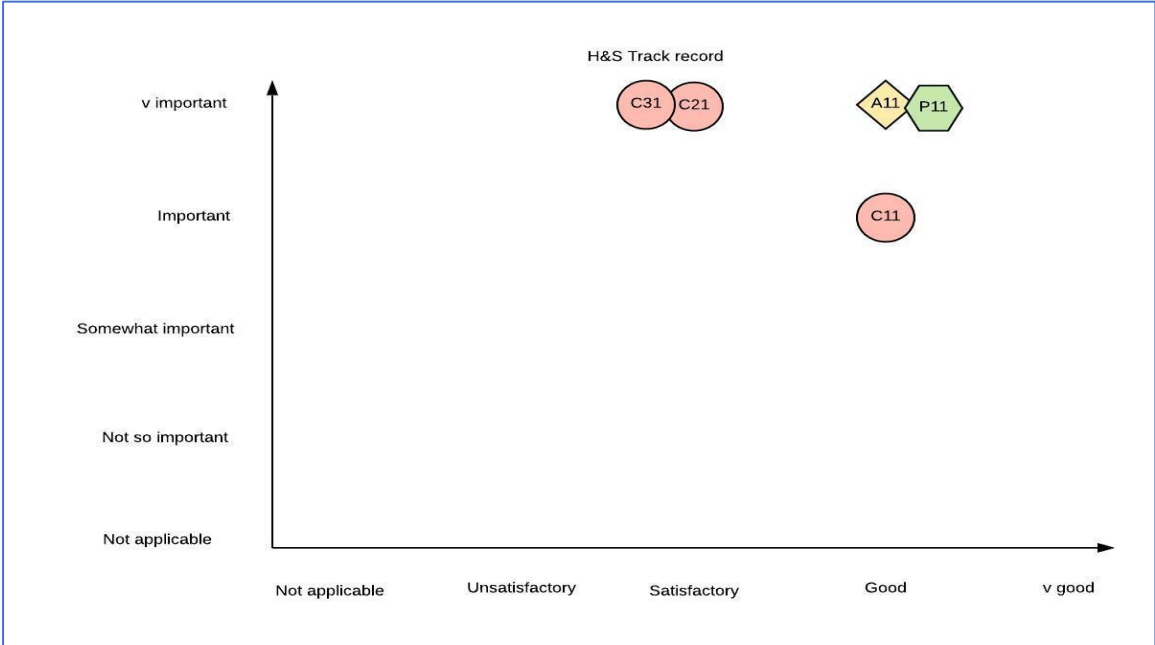 H&S Track record
v important
C31
C21
A11
P11
Important
C11
Somewhat important
Not so important
Not applicable
Not applicable
Unsatisfactory
Satisfactory
Good
v good